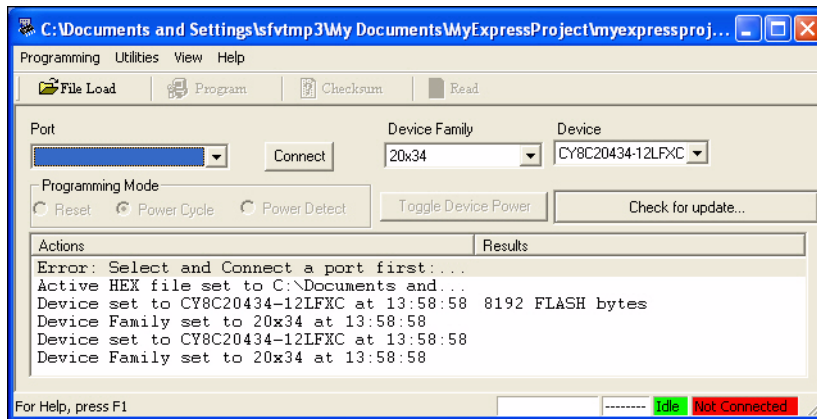 C:\Documents and Settings\sfvtmp3\My Documents\MyExpressProject\myexpressproj...
Programming Utilities View Help
File Load Program Checksum Read
Port Device Family Device
Connect 20x34 CY8C20434-12LFXC
Programming Mode
Reset Power Cycle Power Detect Toggle Device Power Check for update...
Actions Results
Error: Select and Connect a port first:...
Active HEX file set to C:\Documents and...
Device set to CY8C20434-12LFXC at 13:58:58 8192 FLASH bytes
Device Family set to 20x34 at 13:58:58
Device set to CY8C20434-12LFXC at 13:58:58
Device Family set to 20x34 at 13:58:58
For Help, press F1 -------- Idle Not Connected